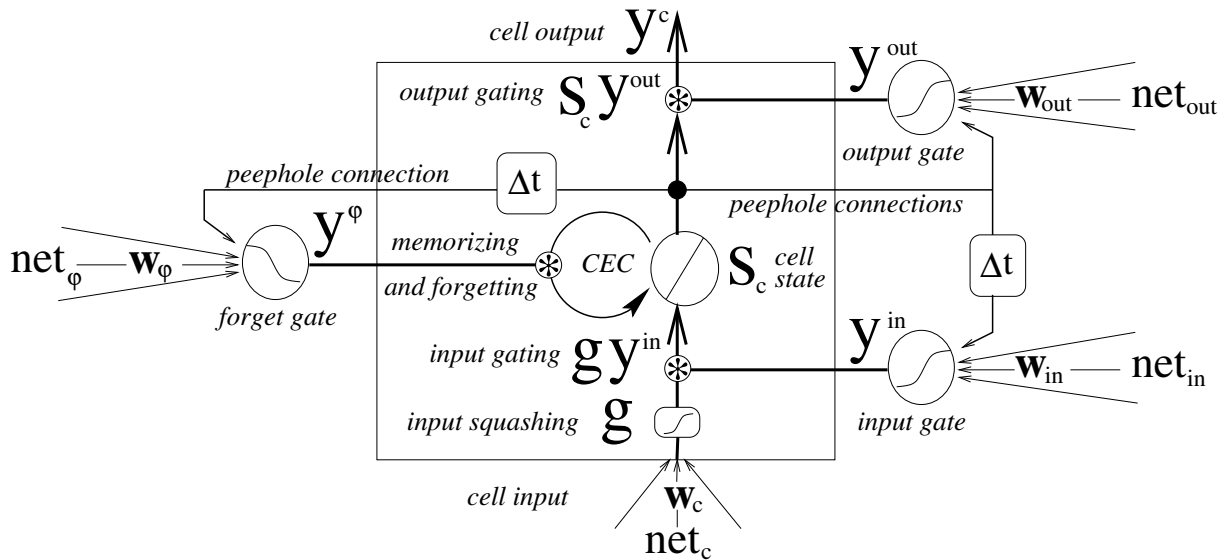 cell output y^c
output gating S_c y^out
y^out
w_out net_out
output gate
peephole connection Δt
peephole connections
y^φ
net_φ w_φ
forget gate
memorizing
and forgetting
CEC
S_c cell
state
Δt
input gating g y^in
y^in
w_in net_in
input gate
input squashing g
cell input w_c
net_c